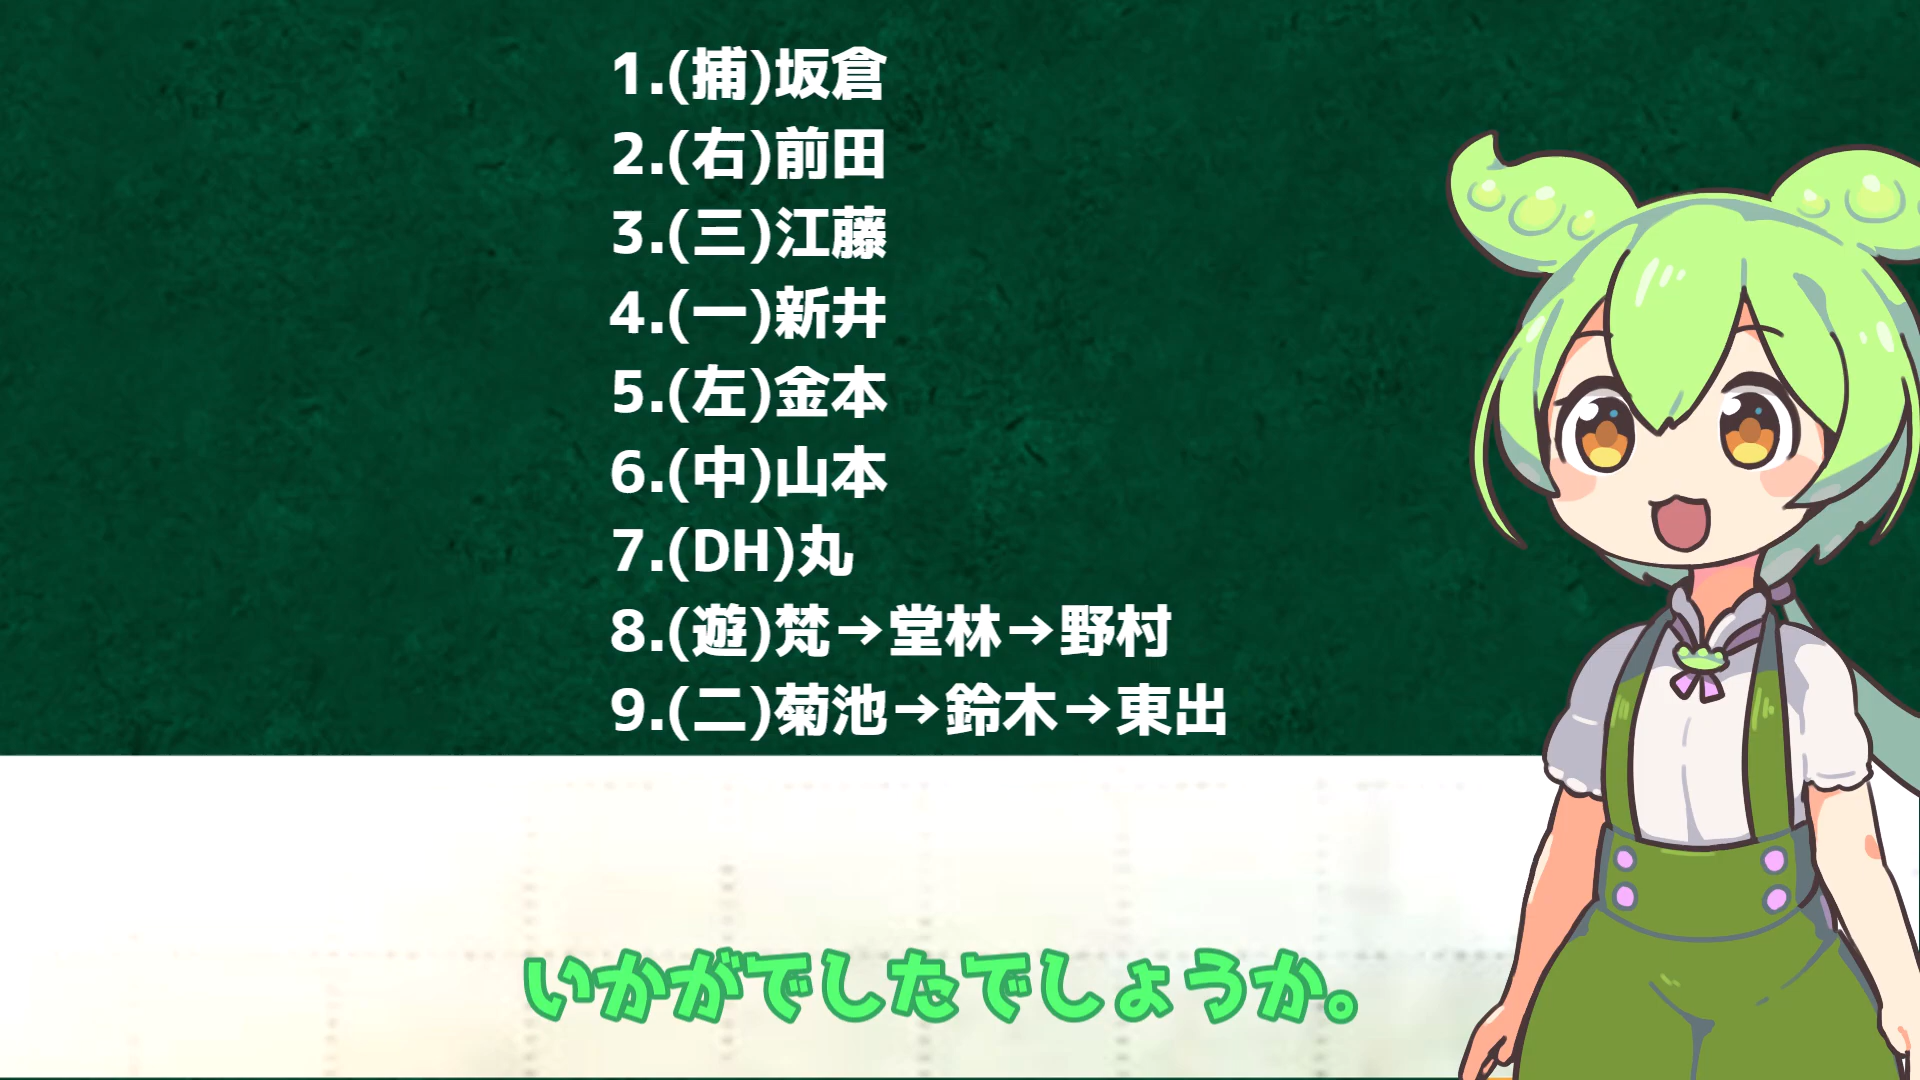 1.(捕)坂倉
2.(右)前田
3.(三)江藤
4.(一)新井
5.(左)金本
6.(中)山本
7.(DH)丸
8.(遊)梵→堂林→野村
9.(二)菊池→鈴木→東出
いかがでしたでしょうか。